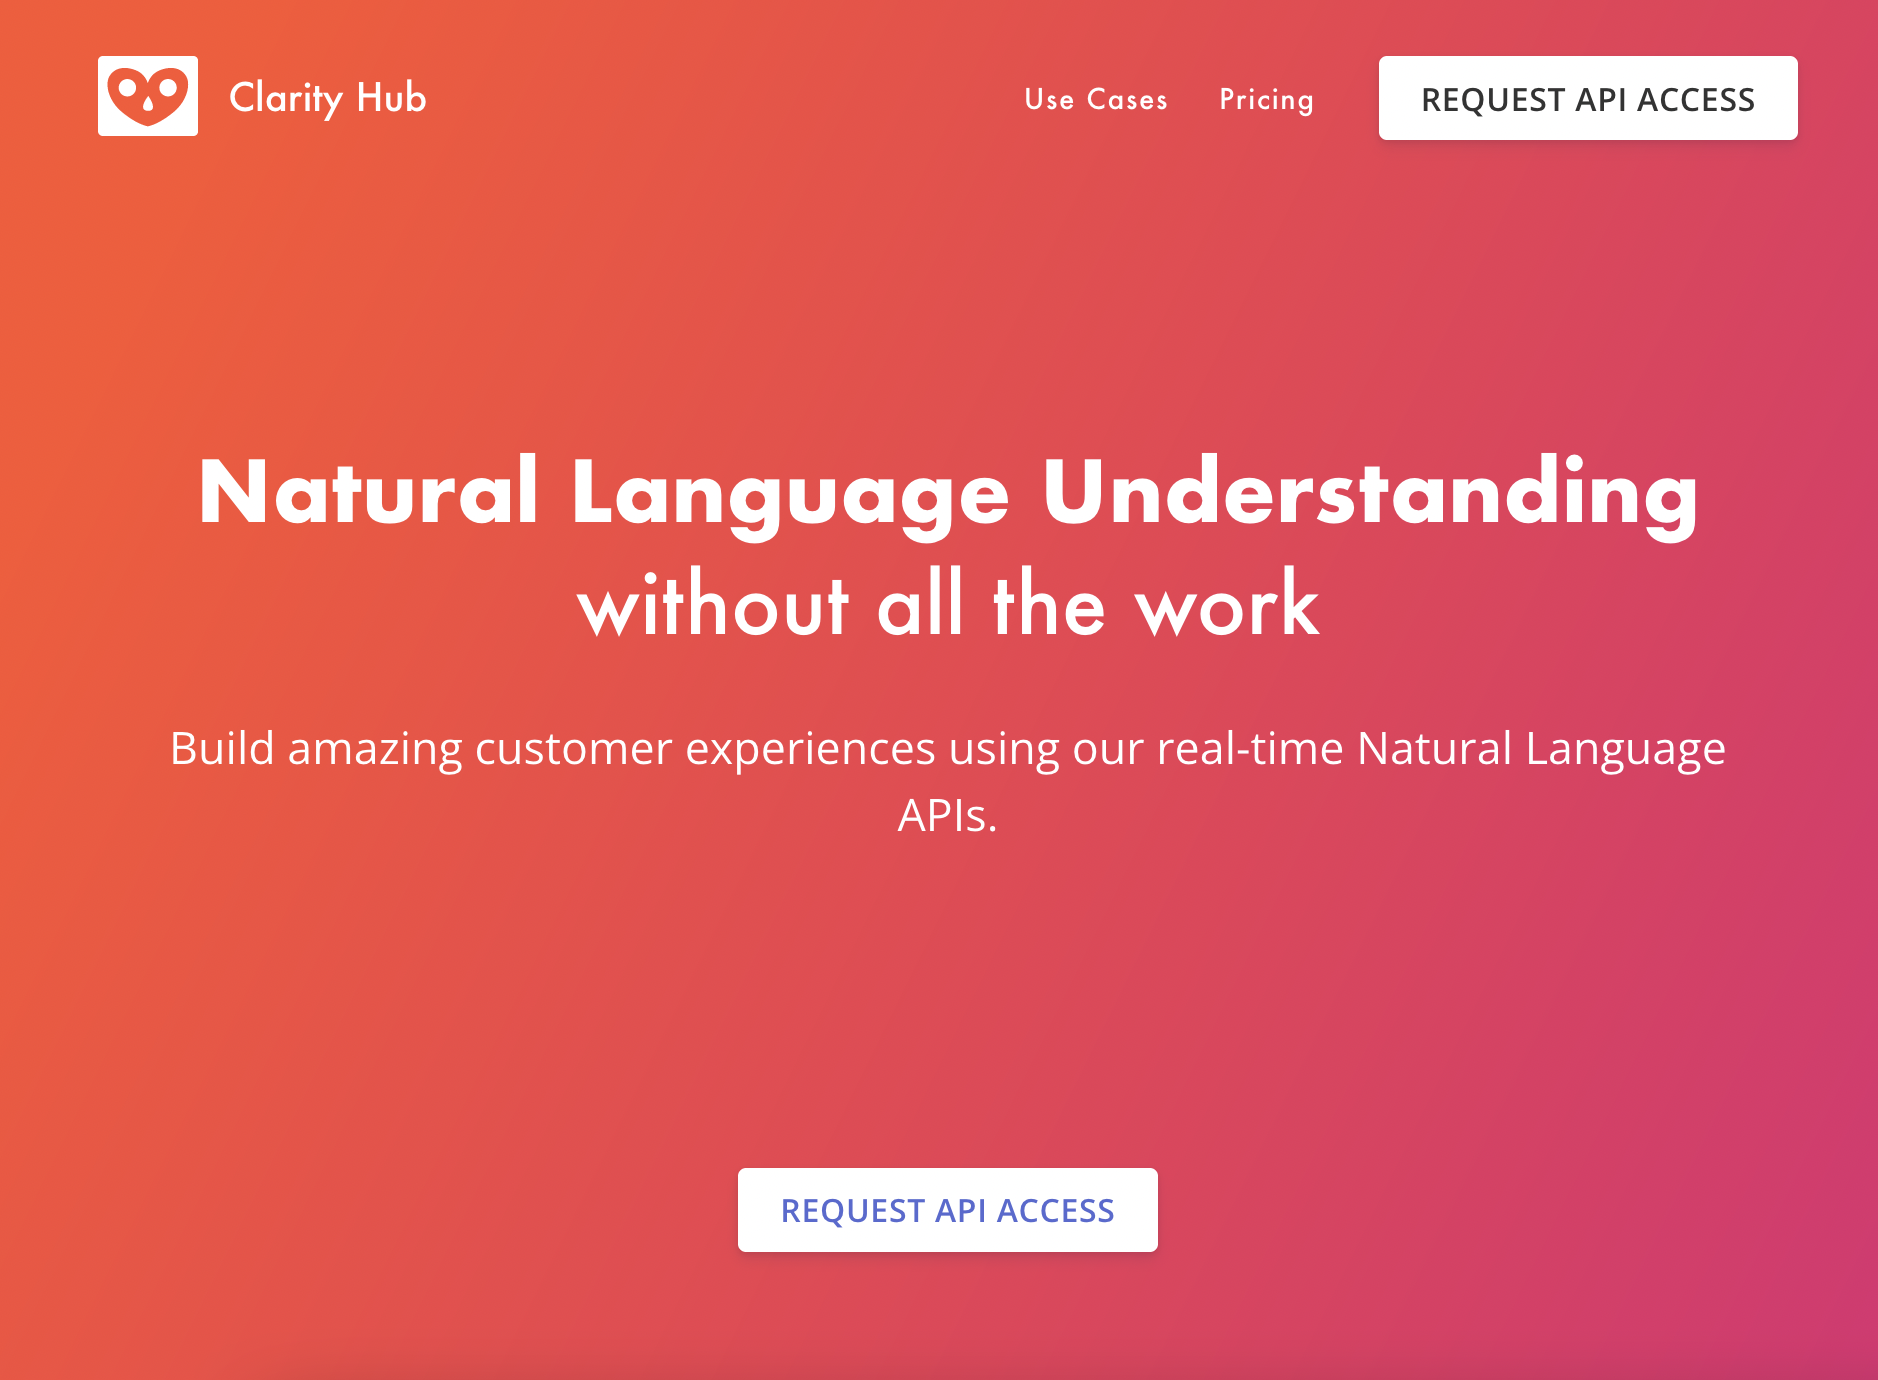 Clarity Hub
Use Cases
Pricing
REQUEST API ACCESS
Natural Language Understanding
without all the work
Build amazing customer experiences using our real-time Natural Language
APIs.
REQUEST API ACCESS